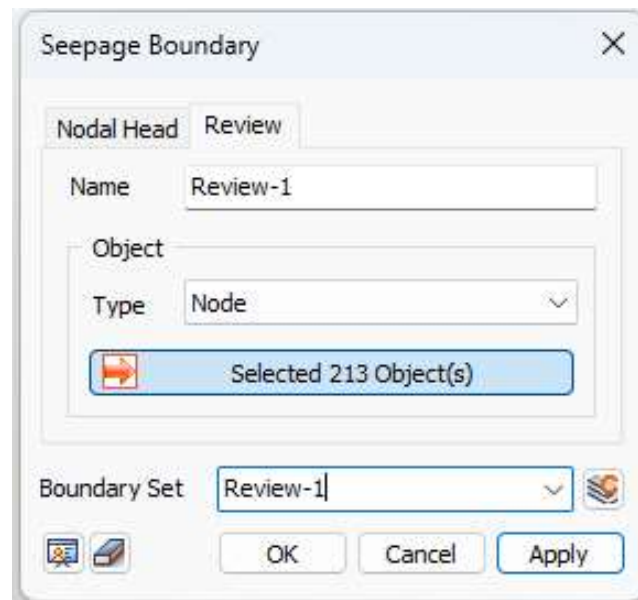 Seepage Boundary
Nodal Head Review
Name Review-1
Object
Type Node
Selected 213 Object(s)
Boundary Set Review-1
OK Cancel Apply